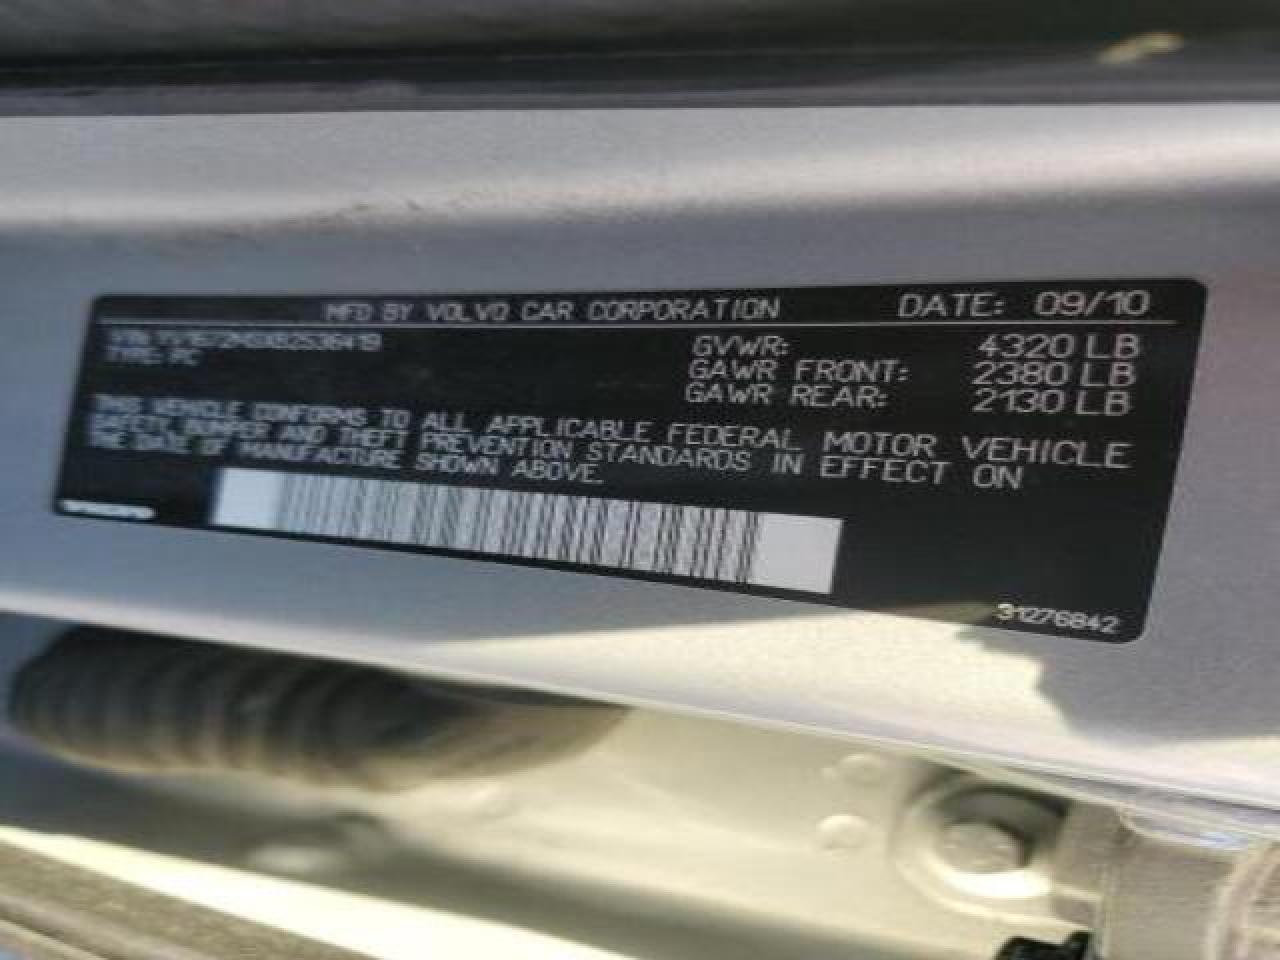 MFD BY VOLVO CAR CORPORATION DATE: 09/10
GVWR: 4320 LB
TYPE: PC GAWR FRONT: 2380 LB
GAWR REAR: 2130 LB
THIS VEHICLE CONFORMS TO ALL APPLICABLE FEDERAL MOTOR VEHICLE
SAFETY, BUMPER AND THEFT PREVENTION STANDARDS IN EFFECT ON
THE DATE OF MANUFACTURE SHOWN ABOVE.
31276842